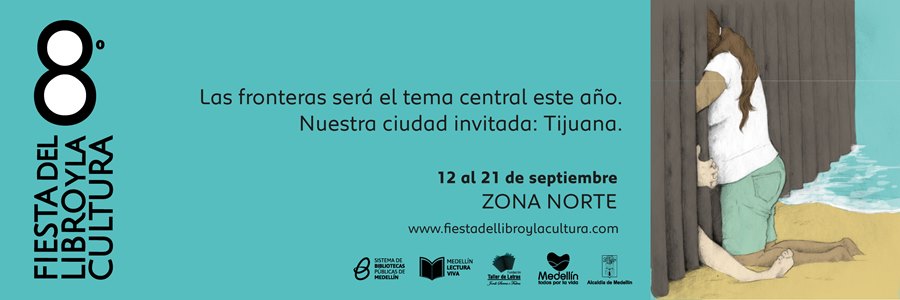 8º
FIESTA DEL
LIBRO Y LA
CULTURA
Las fronteras será el tema central este año.
Nuestra ciudad invitada: Tijuana.
12 al 21 de septiembre
ZONA NORTE
www.fiestadellibroylacultura.com
SISTEMA DE
BIBLIOTECAS
PÚBLICAS DE
MEDELLÍN
MEDELLÍN
LECTURA
VIVA
Fundación
Taller de Letras
Medellín
todos por la vida
Alcaldía de Medellín